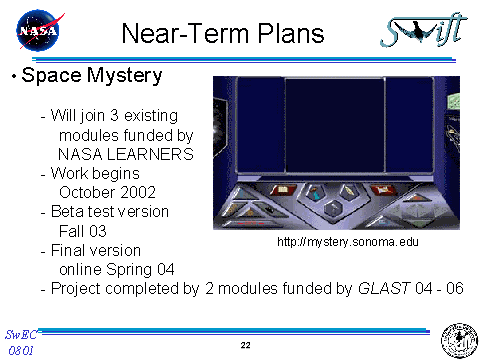 NASA
Near-Term Plans
Swift
• Space Mystery
- Will join 3 existing
modules funded by
NASA LEARNERS
- Work begins
October 2002
- Beta test version
Fall 03
- Final version
online Spring 04
http://mystery.sonoma.edu
- Project completed by 2 modules funded by GLAST 04 - 06
SwEC
0801
22